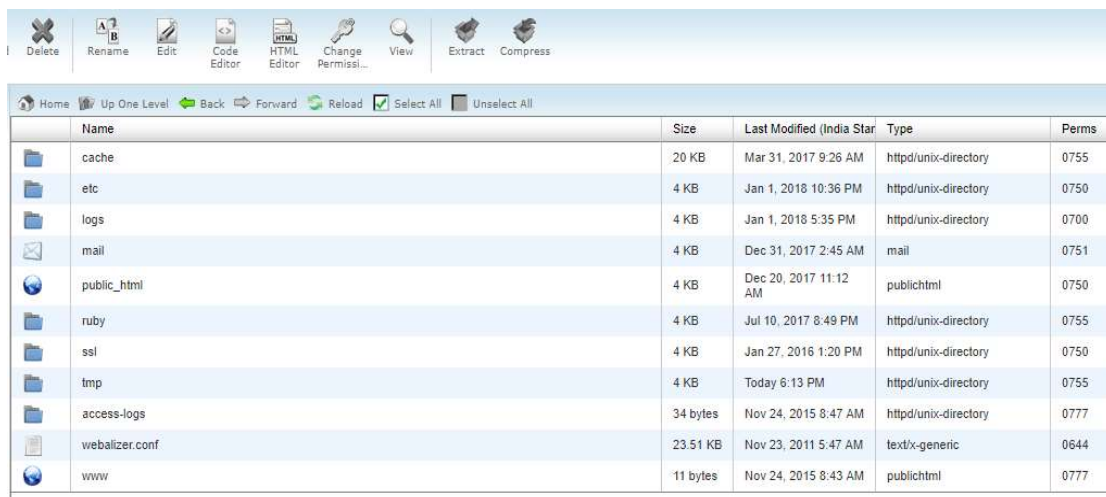 Delete Rename Edit Code Editor HTML Editor Change Permissi... View Extract Compress
Home Up One Level Back Forward Reload Select All Unselect All
Name Size Last Modified (India Star Type Perms
cache 20 KB Mar 31, 2017 9:26 AM httpd/unix-directory 0755
etc 4 KB Jan 1, 2018 10:36 PM httpd/unix-directory 0750
logs 4 KB Jan 1, 2018 5:35 PM httpd/unix-directory 0700
mail 4 KB Dec 31, 2017 2:45 AM mail 0751
public_html 4 KB Dec 20, 2017 11:12 AM publichtml 0750
ruby 4 KB Jul 10, 2017 8:49 PM httpd/unix-directory 0755
ssl 4 KB Jan 27, 2016 1:20 PM httpd/unix-directory 0750
tmp 4 KB Today 6:13 PM httpd/unix-directory 0755
access-logs 34 bytes Nov 24, 2015 8:47 AM httpd/unix-directory 0777
webalizer.conf 23.51 KB Nov 23, 2011 5:47 AM text/x-generic 0644
www 11 bytes Nov 24, 2015 8:43 AM publichtml 0777